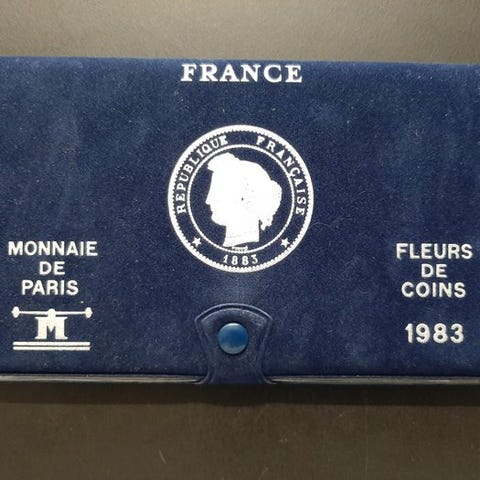 FRANCE
REPUBLIQUE FRANÇAISE
1883
MONNAIE
DE
PARIS
M
FLEURS
DE
COINS
1983